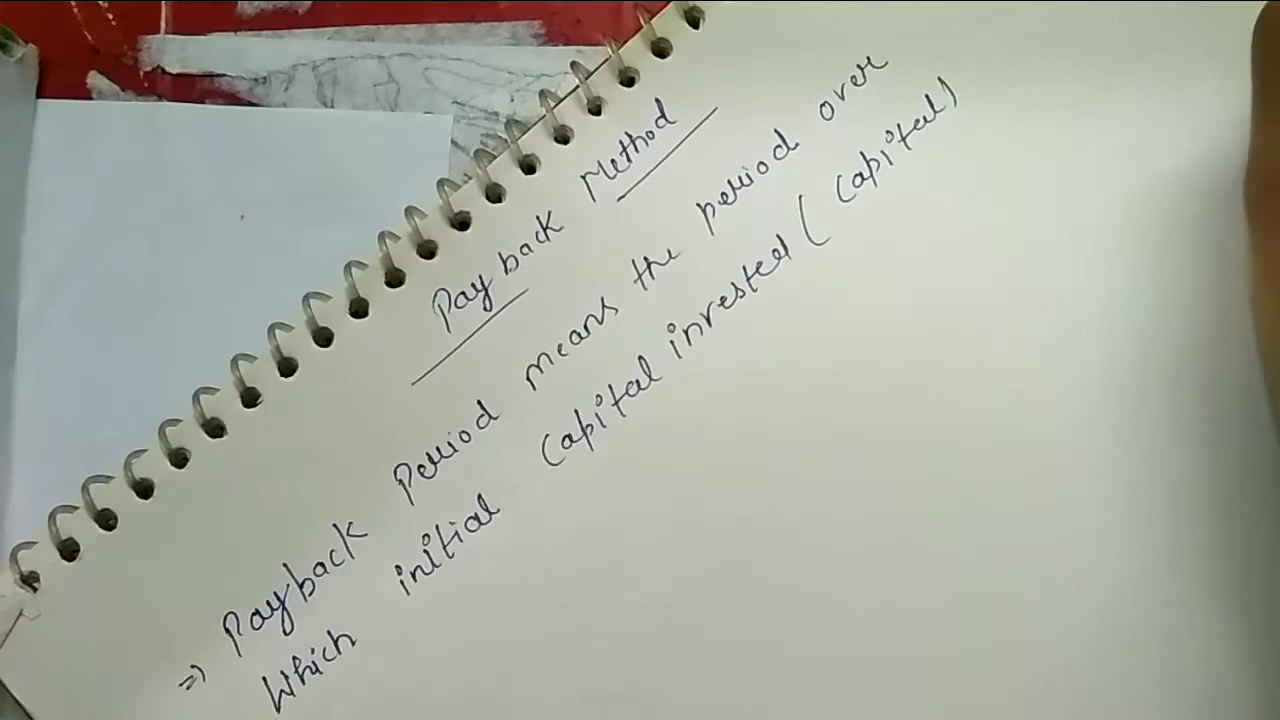 Payback Method
⇒ Payback Period means the period over
Which initial Capital invested ( Capital)